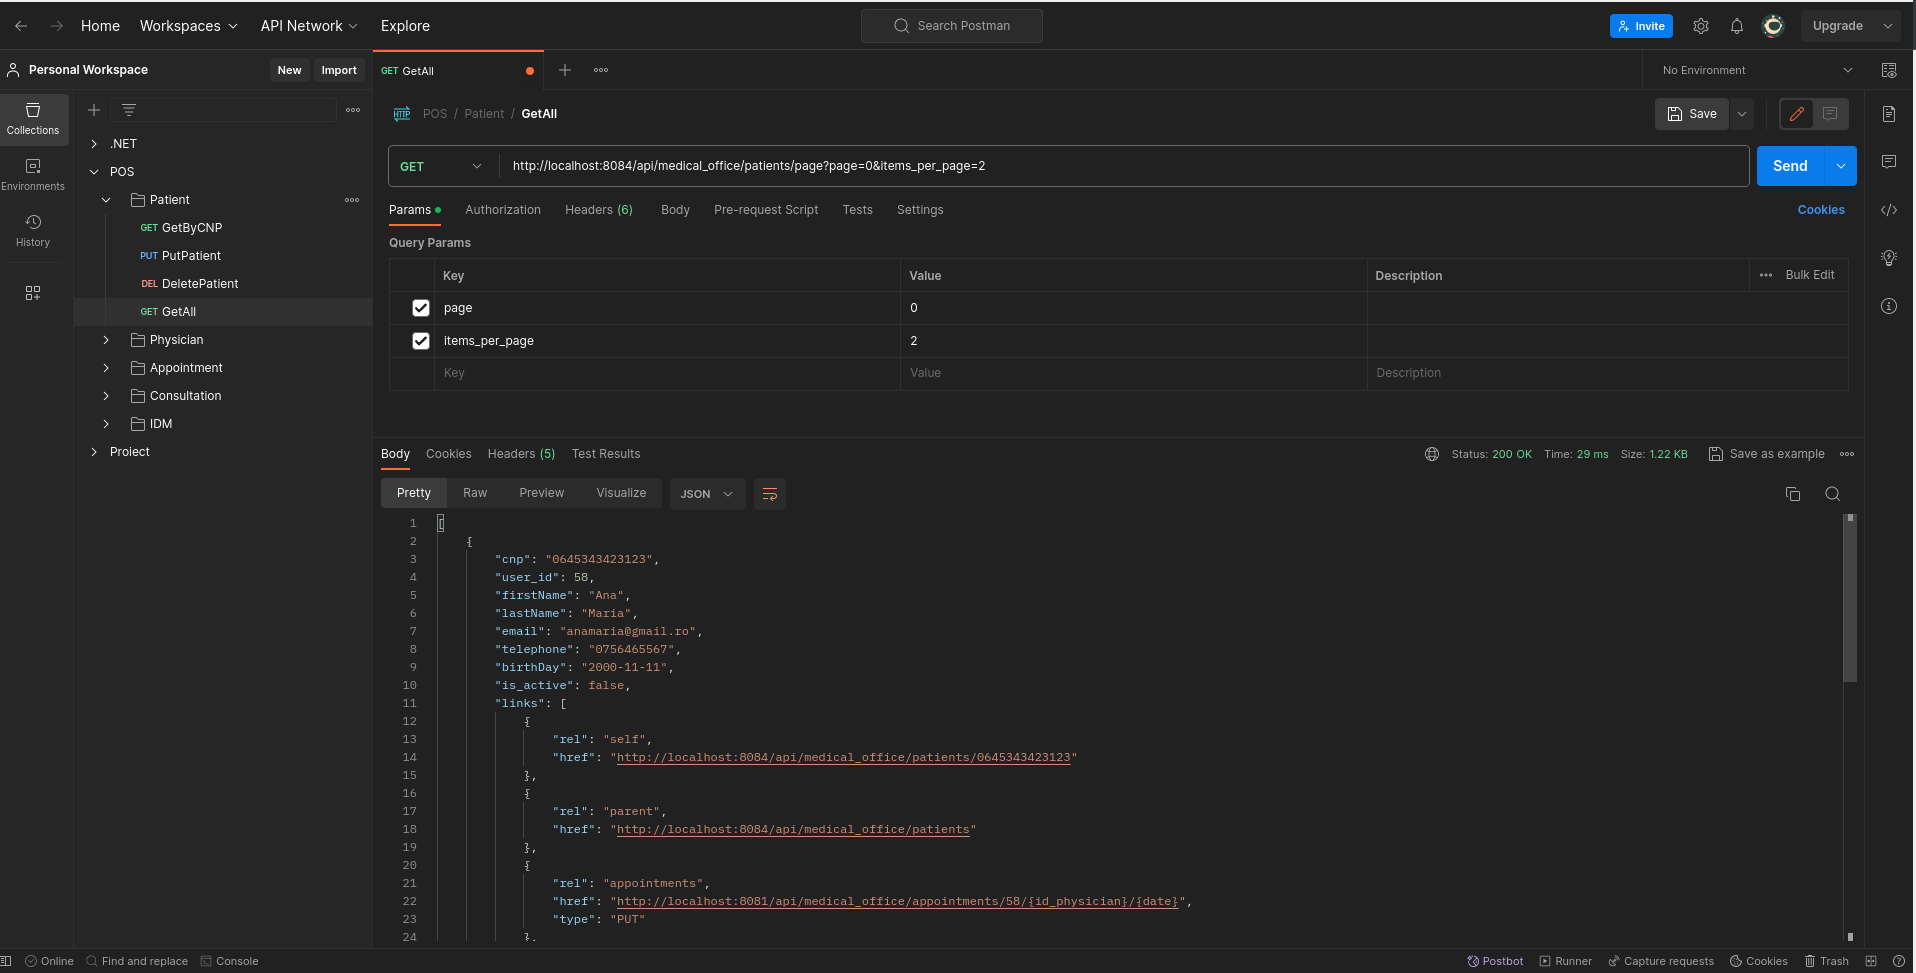 Home Workspaces API Network Explore Search Postman Invite Upgrade
Personal Workspace New Import GET GetAll No Environment
Collections
Environments
History
.NET
POS
Patient
GET GetByCNP
PUT PutPatient
DEL DeletePatient
GET GetAll
Physician
Appointment
Consultation
IDM
Project
HTTP POS / Patient / GetAll Save
GET http://localhost:8084/api/medical_office/patients/page?page=0&items_per_page=2 Send
Params Authorization Headers (6) Body Pre-request Script Tests Settings Cookies
Query Params
Key Value Description Bulk Edit
page 0
items_per_page 2
Key Value Description
Body Cookies Headers (5) Test Results Status: 200 OK Time: 29 ms Size: 1.22 KB Save as example
Pretty Raw Preview Visualize JSON
1 [
2 {
3 "cnp": "0645343423123",
4 "user_id": 58,
5 "firstName": "Ana",
6 "lastName": "Maria",
7 "email": "anamaria@gmail.ro",
8 "telephone": "0756465567",
9 "birthDay": "2000-11-11",
10 "is_active": false,
11 "links": [
12 {
13 "rel": "self",
14 "href": "http://localhost:8084/api/medical_office/patients/0645343423123"
15 },
16 {
17 "rel": "parent",
18 "href": "http://localhost:8084/api/medical_office/patients"
19 },
20 {
21 "rel": "appointments",
22 "href": "http://localhost:8081/api/medical_office/appointments/58/{id_physician}/{date}",
23 "type": "PUT"
24 },
Online Find and replace Console Postbot Runner Capture requests Cookies Trash